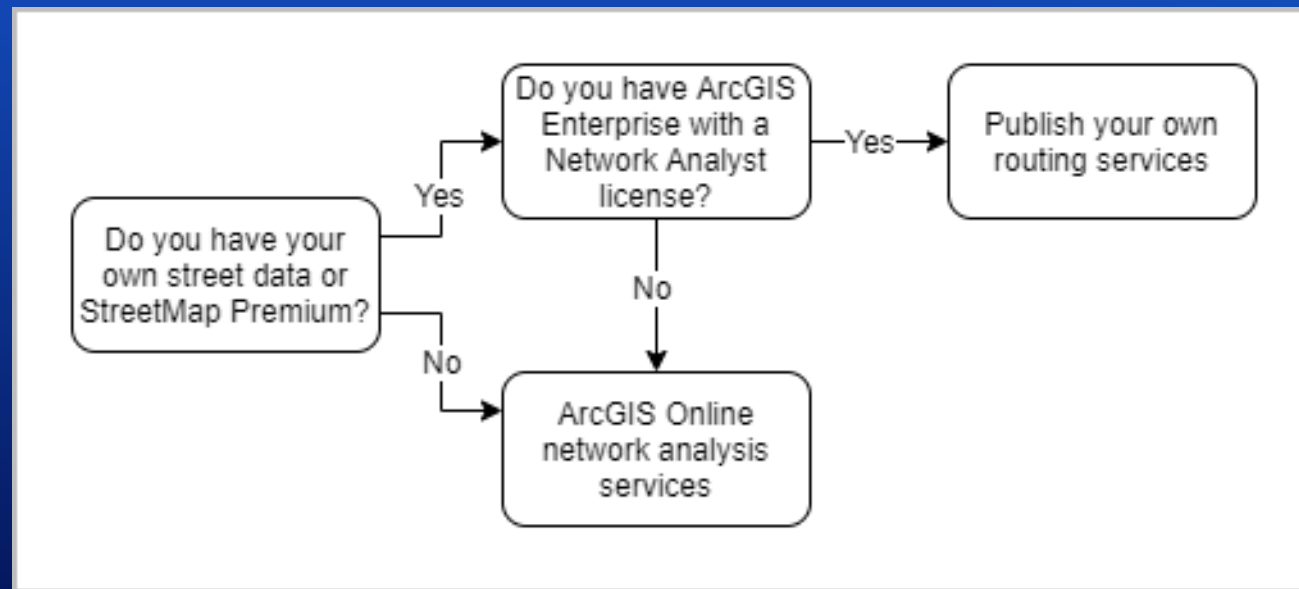 Do you have your
own street data or
StreetMap Premium?
Yes
No
Do you have ArcGIS
Enterprise with a
Network Analyst
license?
Yes
No
Publish your own
routing services
ArcGIS Online
network analysis
services